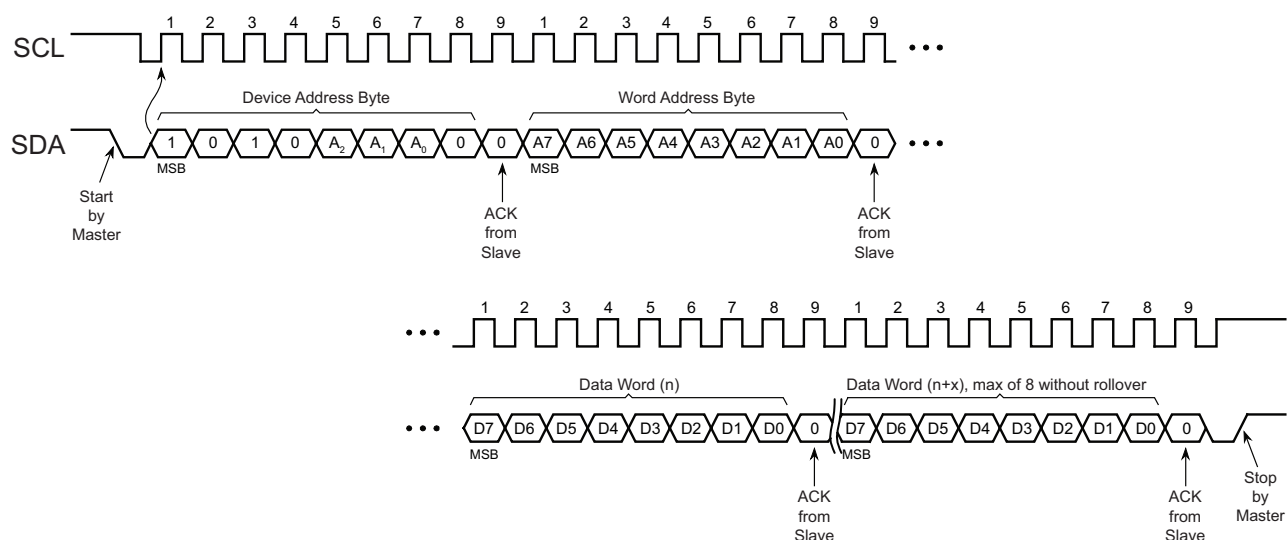 1 2 3 4 5 6 7 8 9 1 2 3 4 5 6 7 8 9
SCL
•••
Device Address Byte Word Address Byte
SDA
1 0 1 0 A2 A1 A0 0 0 A7 A6 A5 A4 A3 A2 A1 A0 0
•••
MSB MSB
Start
by
Master
ACK
from
Slave
ACK
from
Slave
1 2 3 4 5 6 7 8 9 1 2 3 4 5 6 7 8 9
•••
Data Word (n) Data Word (n+x), max of 8 without rollover
•••
D7 D6 D5 D4 D3 D2 D1 D0 0 D7 D6 D5 D4 D3 D2 D1 D0 0
MSB MSB
ACK
from
Slave
ACK
from
Slave
Stop
by
Master